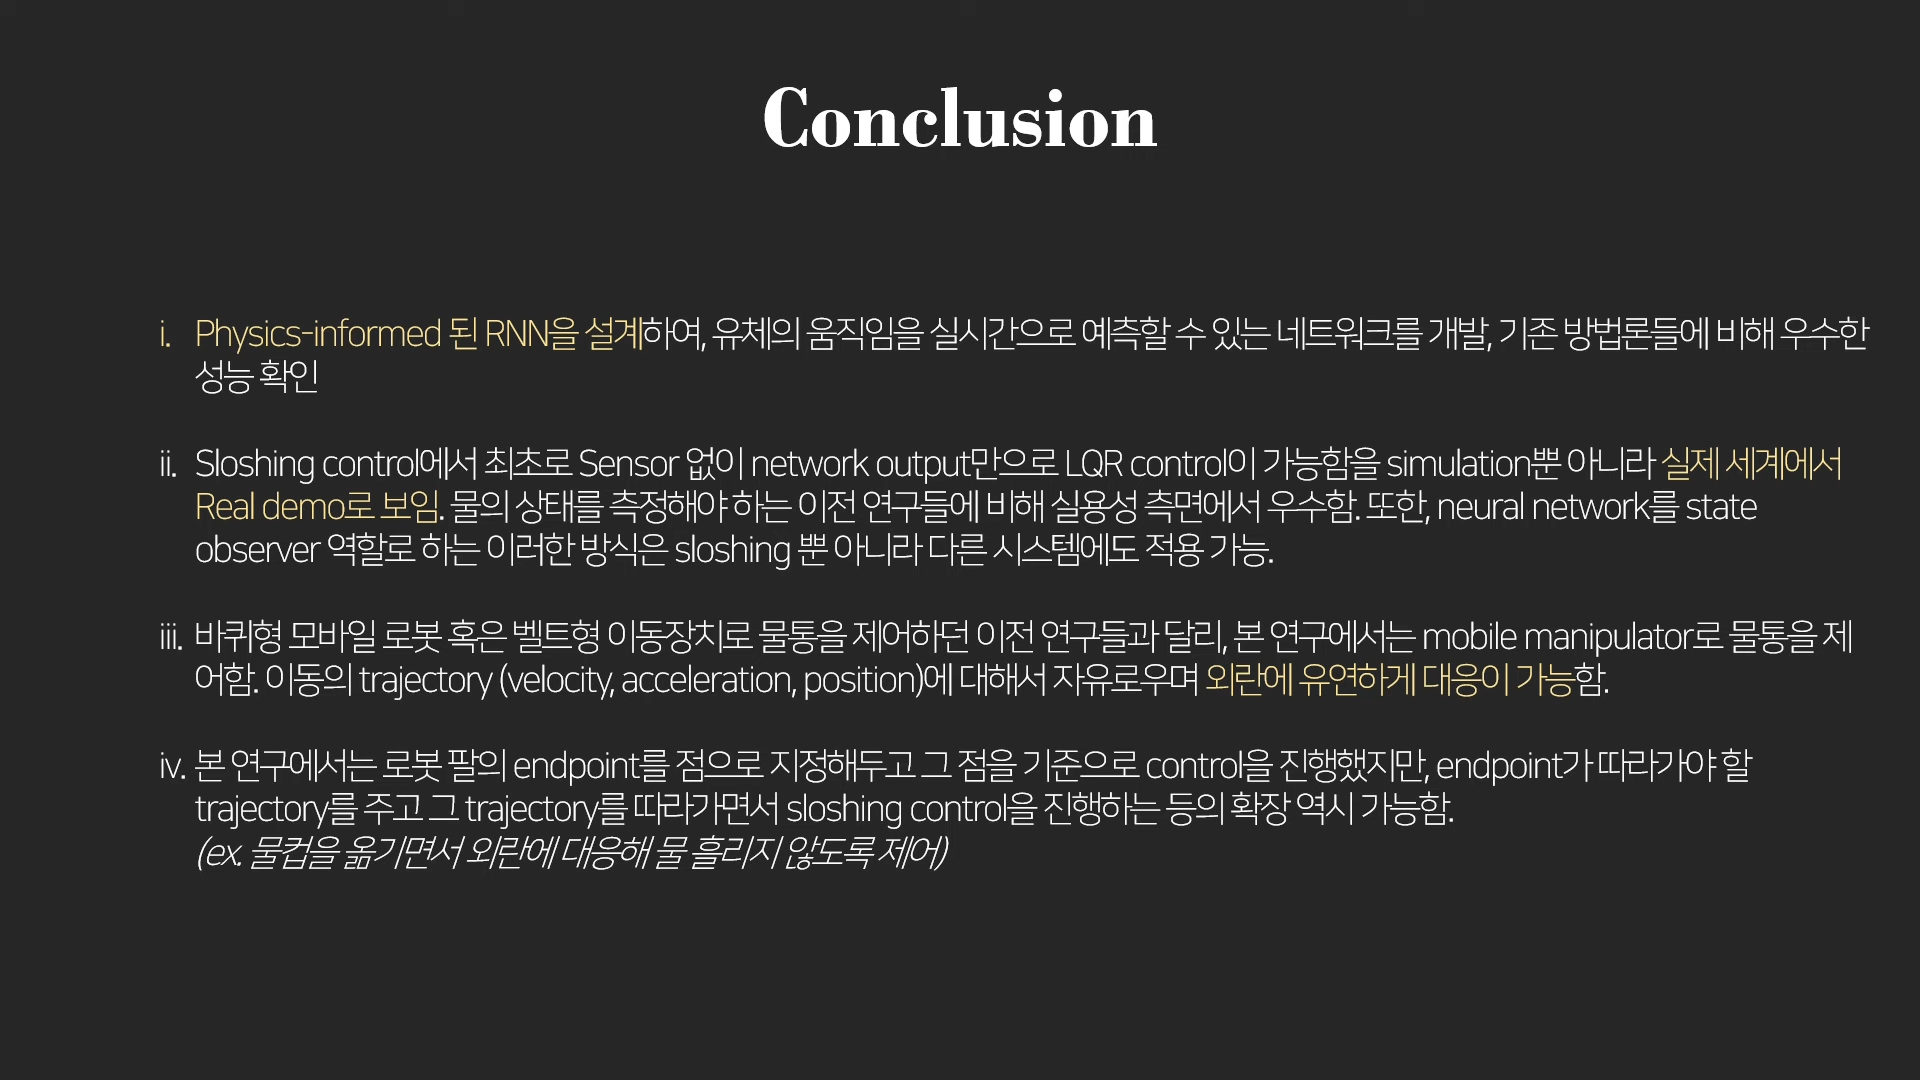 Conclusion
i. Physics-informed 된 RNN을 설계하여, 유체의 움직임을 실시간으로 예측할 수 있는 네트워크를 개발, 기존 방법론들에 비해 우수한
성능 확인
ii. Sloshing control에서 최초로 Sensor 없이 network output만으로 LQR control이 가능함을 simulation뿐 아니라 실제 세계에서
Real demo로 보임. 물의 상태를 측정해야 하는 이전 연구들에 비해 실용성 측면에서 우수함. 또한, neural network를 state
observer 역할로 하는 이러한 방식은 sloshing 뿐 아니라 다른 시스템에도 적용 가능.
iii. 바퀴형 모바일 로봇 혹은 벨트형 이동장치로 물통을 제어하던 이전 연구들과 달리, 본 연구에서는 mobile manipulator로 물통을 제
어함. 이동의 trajectory (velocity, acceleration, position)에 대해서 자유로우며 외란에 유연하게 대응이 가능함.
iv. 본 연구에서는 로봇 팔의 endpoint를 점으로 지정해두고 그 점을 기준으로 control을 진행했지만, endpoint가 따라가야 할
trajectory를 주고 그 trajectory를 따라가면서 sloshing control을 진행하는 등의 확장 역시 가능함.
(ex. 물컵을 옮기면서 외란에 대응해 물 흘리지 않도록 제어)